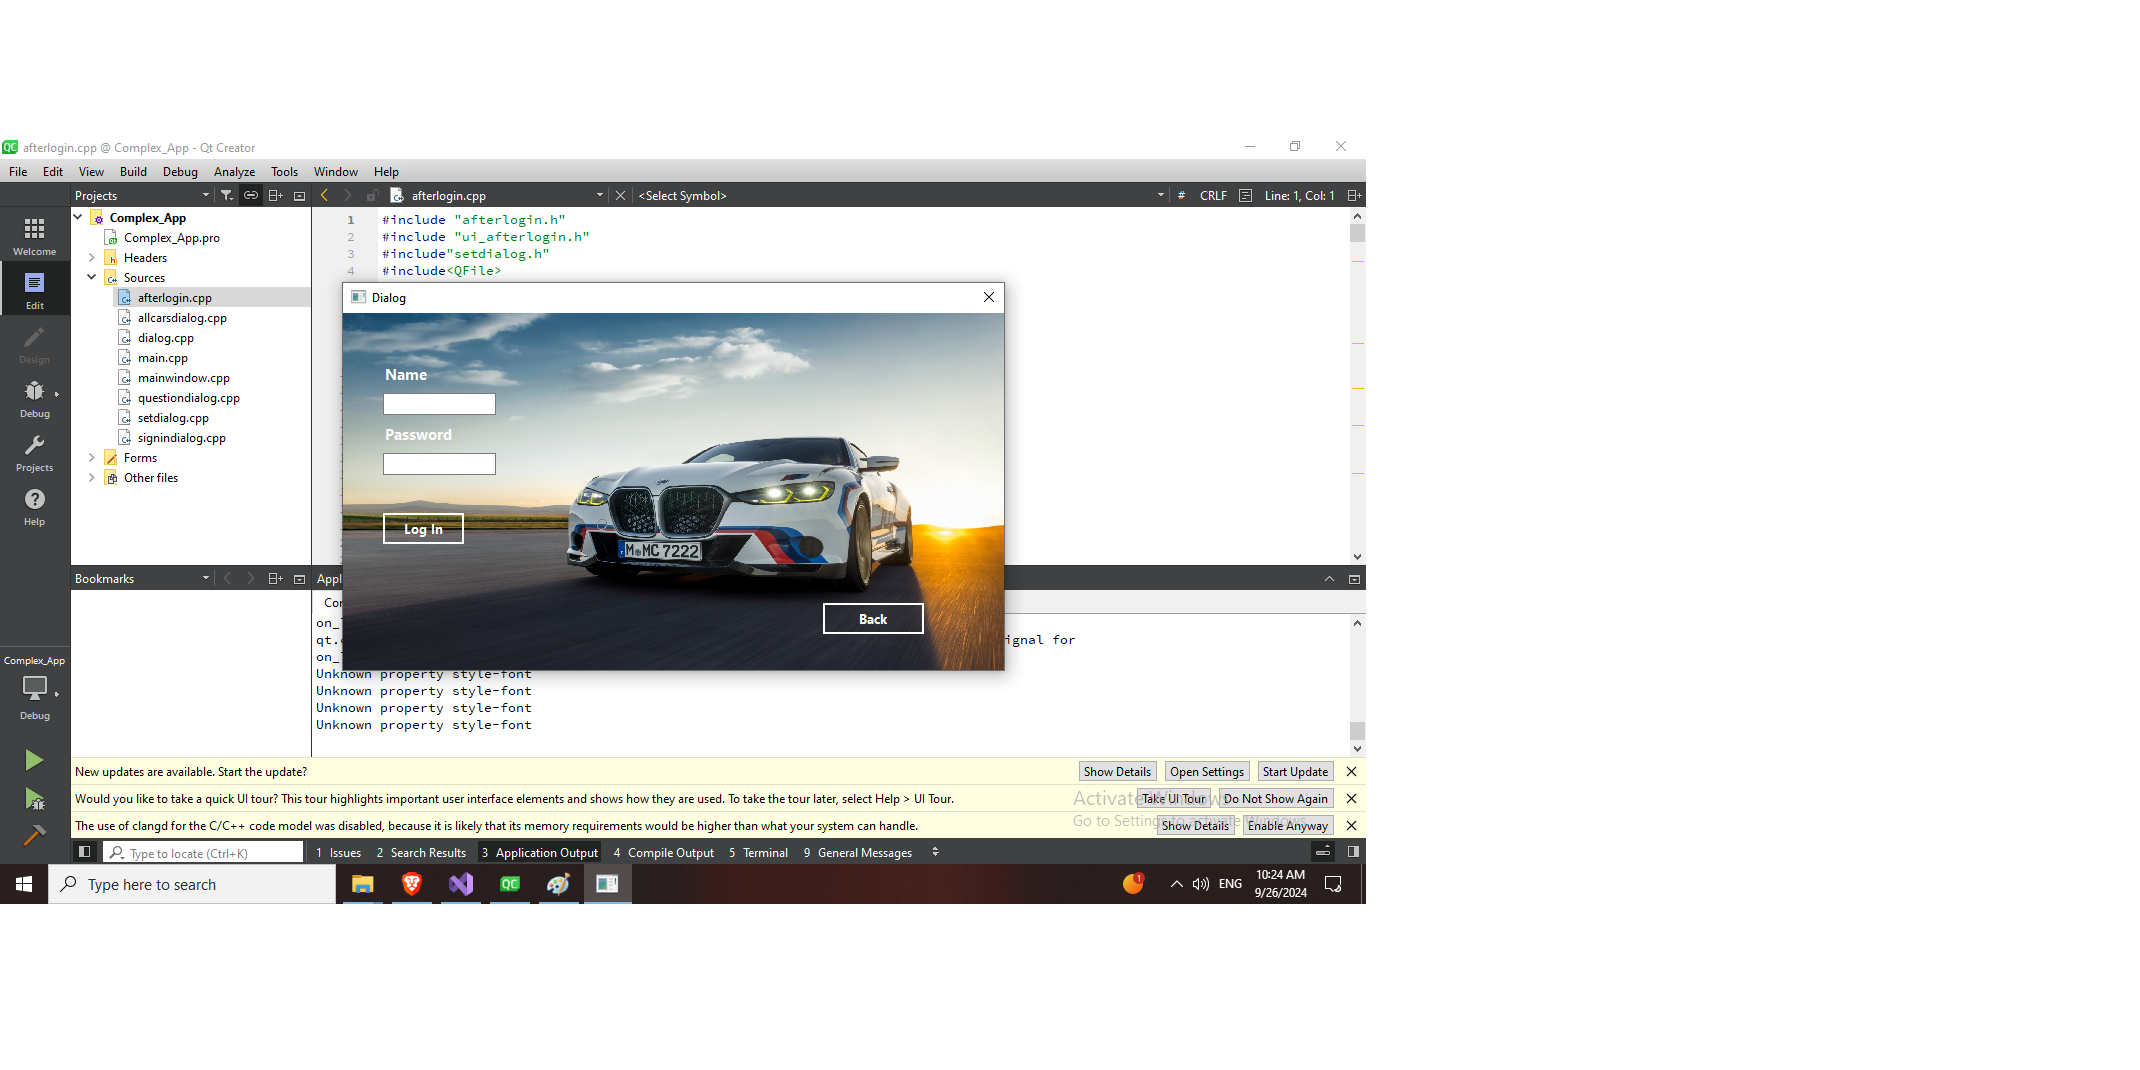 afterlogin.cpp @ Complex_App - Qt Creator
File Edit View Build Debug Analyze Tools Window Help
Projects afterlogin.cpp <Select Symbol> # CRLF Line: 1, Col: 1
Welcome
Edit
Design
Debug
Projects
Help
Complex_App
Debug
Complex_App
Complex_App.pro
Headers
Sources
afterlogin.cpp
allcarsdialog.cpp
dialog.cpp
main.cpp
mainwindow.cpp
questiondialog.cpp
setdialog.cpp
signindialog.cpp
Forms
Other files
1 #include "afterlogin.h"
2 #include "ui_afterlogin.h"
3 #include"setdialog.h"
4 #include<QFile>
Dialog
Name
Password
Log In
M MC 7222
Back
Bookmarks
Appl
Cor
on_
qt. ignal for
on_
Unknown property style-font
Unknown property style-font
Unknown property style-font
Unknown property style-font
New updates are available. Start the update? Show Details Open Settings Start Update
Would you like to take a quick UI tour? This tour highlights important user interface elements and shows how they are used. To take the tour later, select Help > UI Tour. Take UI Tour Do Not Show Again
The use of clangd for the C/C++ code model was disabled, because it is likely that its memory requirements would be higher than what your system can handle. Show Details Enable Anyway
Activate Windows
Go to Settings to activate Windows.
Type to locate (Ctrl+K) 1 Issues 2 Search Results 3 Application Output 4 Compile Output 5 Terminal 9 General Messages
Type here to search
1
ENG
10:24 AM
9/26/2024